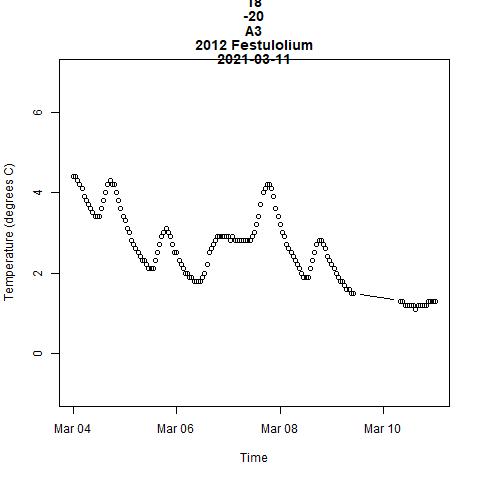 18
-20
A3
2012 Festulolium
2021-03-11
Temperature (degrees C)
6
4
2
0
Mar 04 Mar 06 Mar 08 Mar 10
Time